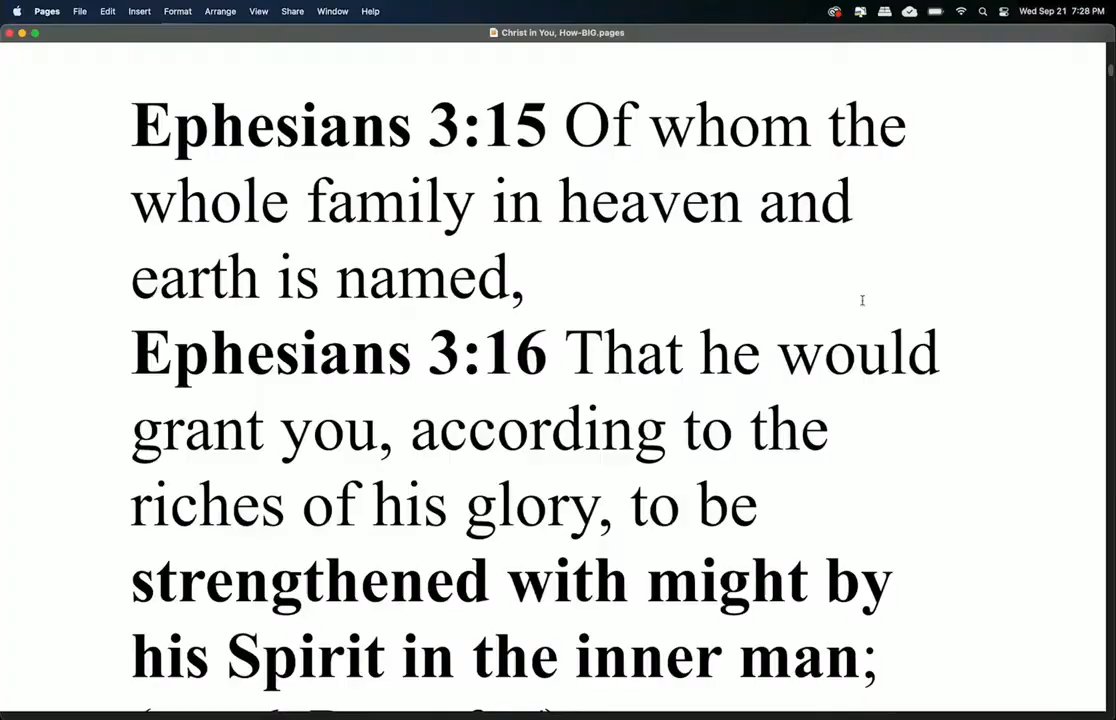 Pages File Edit Insert Format Arrange View Share Window Help Wed Sep 21 7:28 PM
Christ in You, How-BIG.pages
Ephesians 3:15 Of whom the
whole family in heaven and
earth is named,
Ephesians 3:16 That he would
grant you, according to the
riches of his glory, to be
strengthened with might by
his Spirit in the inner man;